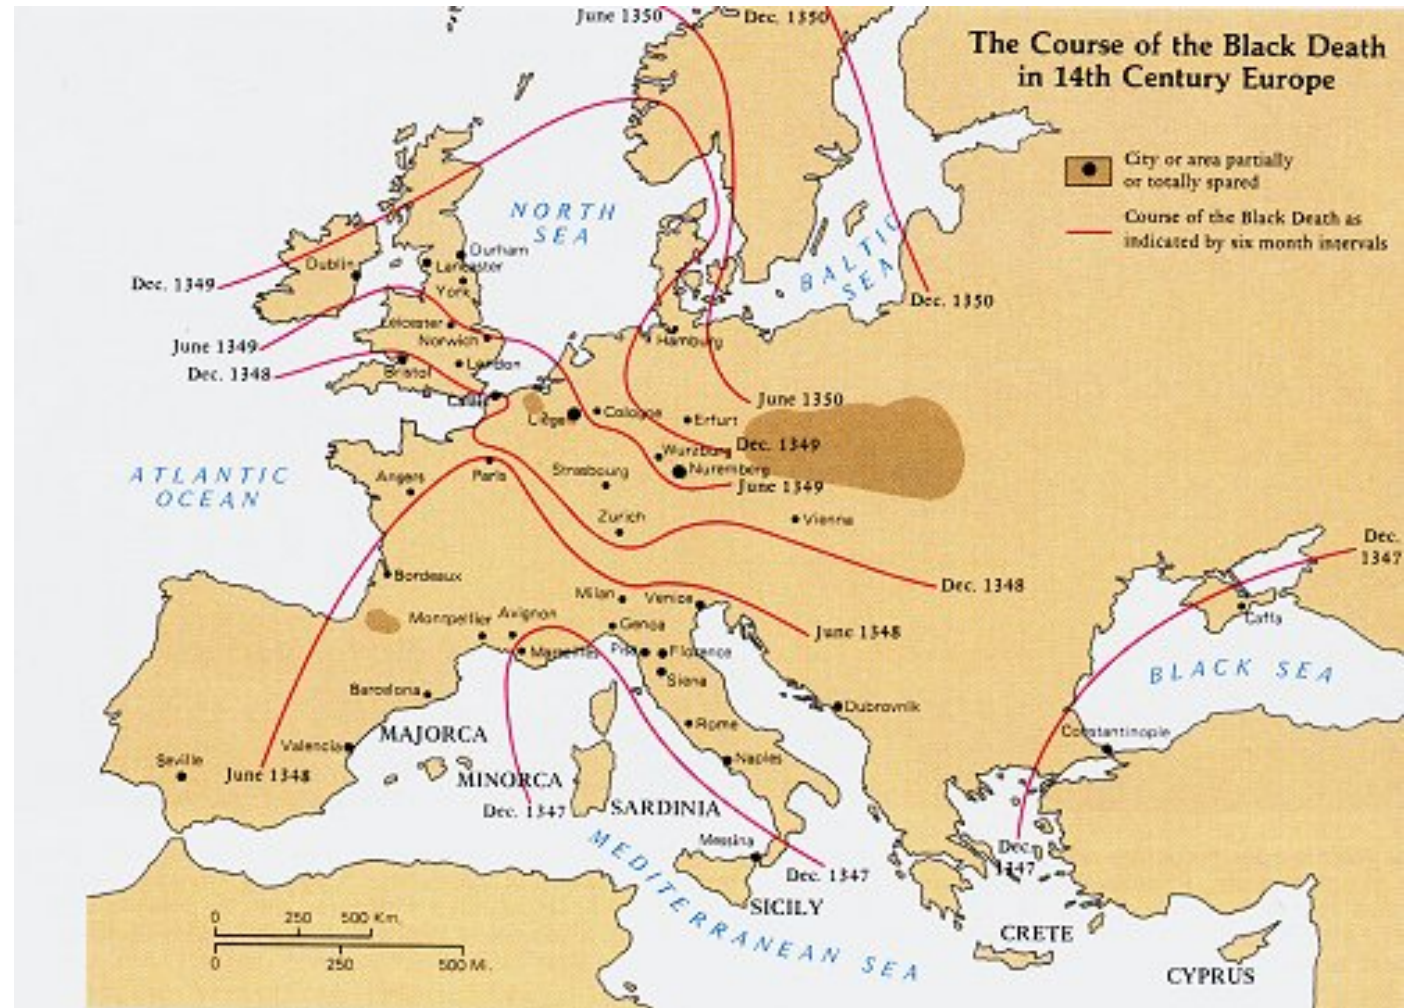 June 1350
Dec. 1350
The Course of the Black Death
in 14th Century Europe
City or area partially
or totally spared
Course of the Black Death as
indicated by six month intervals
NORTH
SEA
BALTIC
SEA
Durham
Dublin
Lancaster
York
Dec. 1349
Leicester
Norwich
June 1349
Dec. 1348
Bristol
London
Hamburg
Dec. 1350
Calais
Liege
Cologne
Erfurt
June 1350
Dec. 1349
Wurzburg
Nuremberg
June 1349
ATLANTIC
OCEAN
Angers
Paris
Strasbourg
Zurich
Vienna
Dec.
1347
Bordeaux
Dec. 1348
Milan
Venice
Caffa
Montpellier
Avignon
Genoa
June 1348
Marseilles
Pisa
Florence
BLACK SEA
Siena
Barcelona
Dubrovnik
MAJORCA
Rome
Constantinople
Valencia
Seville
June 1348
MINORCA
Naples
Dec. 1347
SARDINIA
Messina
Dec.
1347
Dec. 1347
MEDITERRANEAN SEA
SICILY
0 250 500 Km.
0 250 500 Mi.
CRETE
CYPRUS